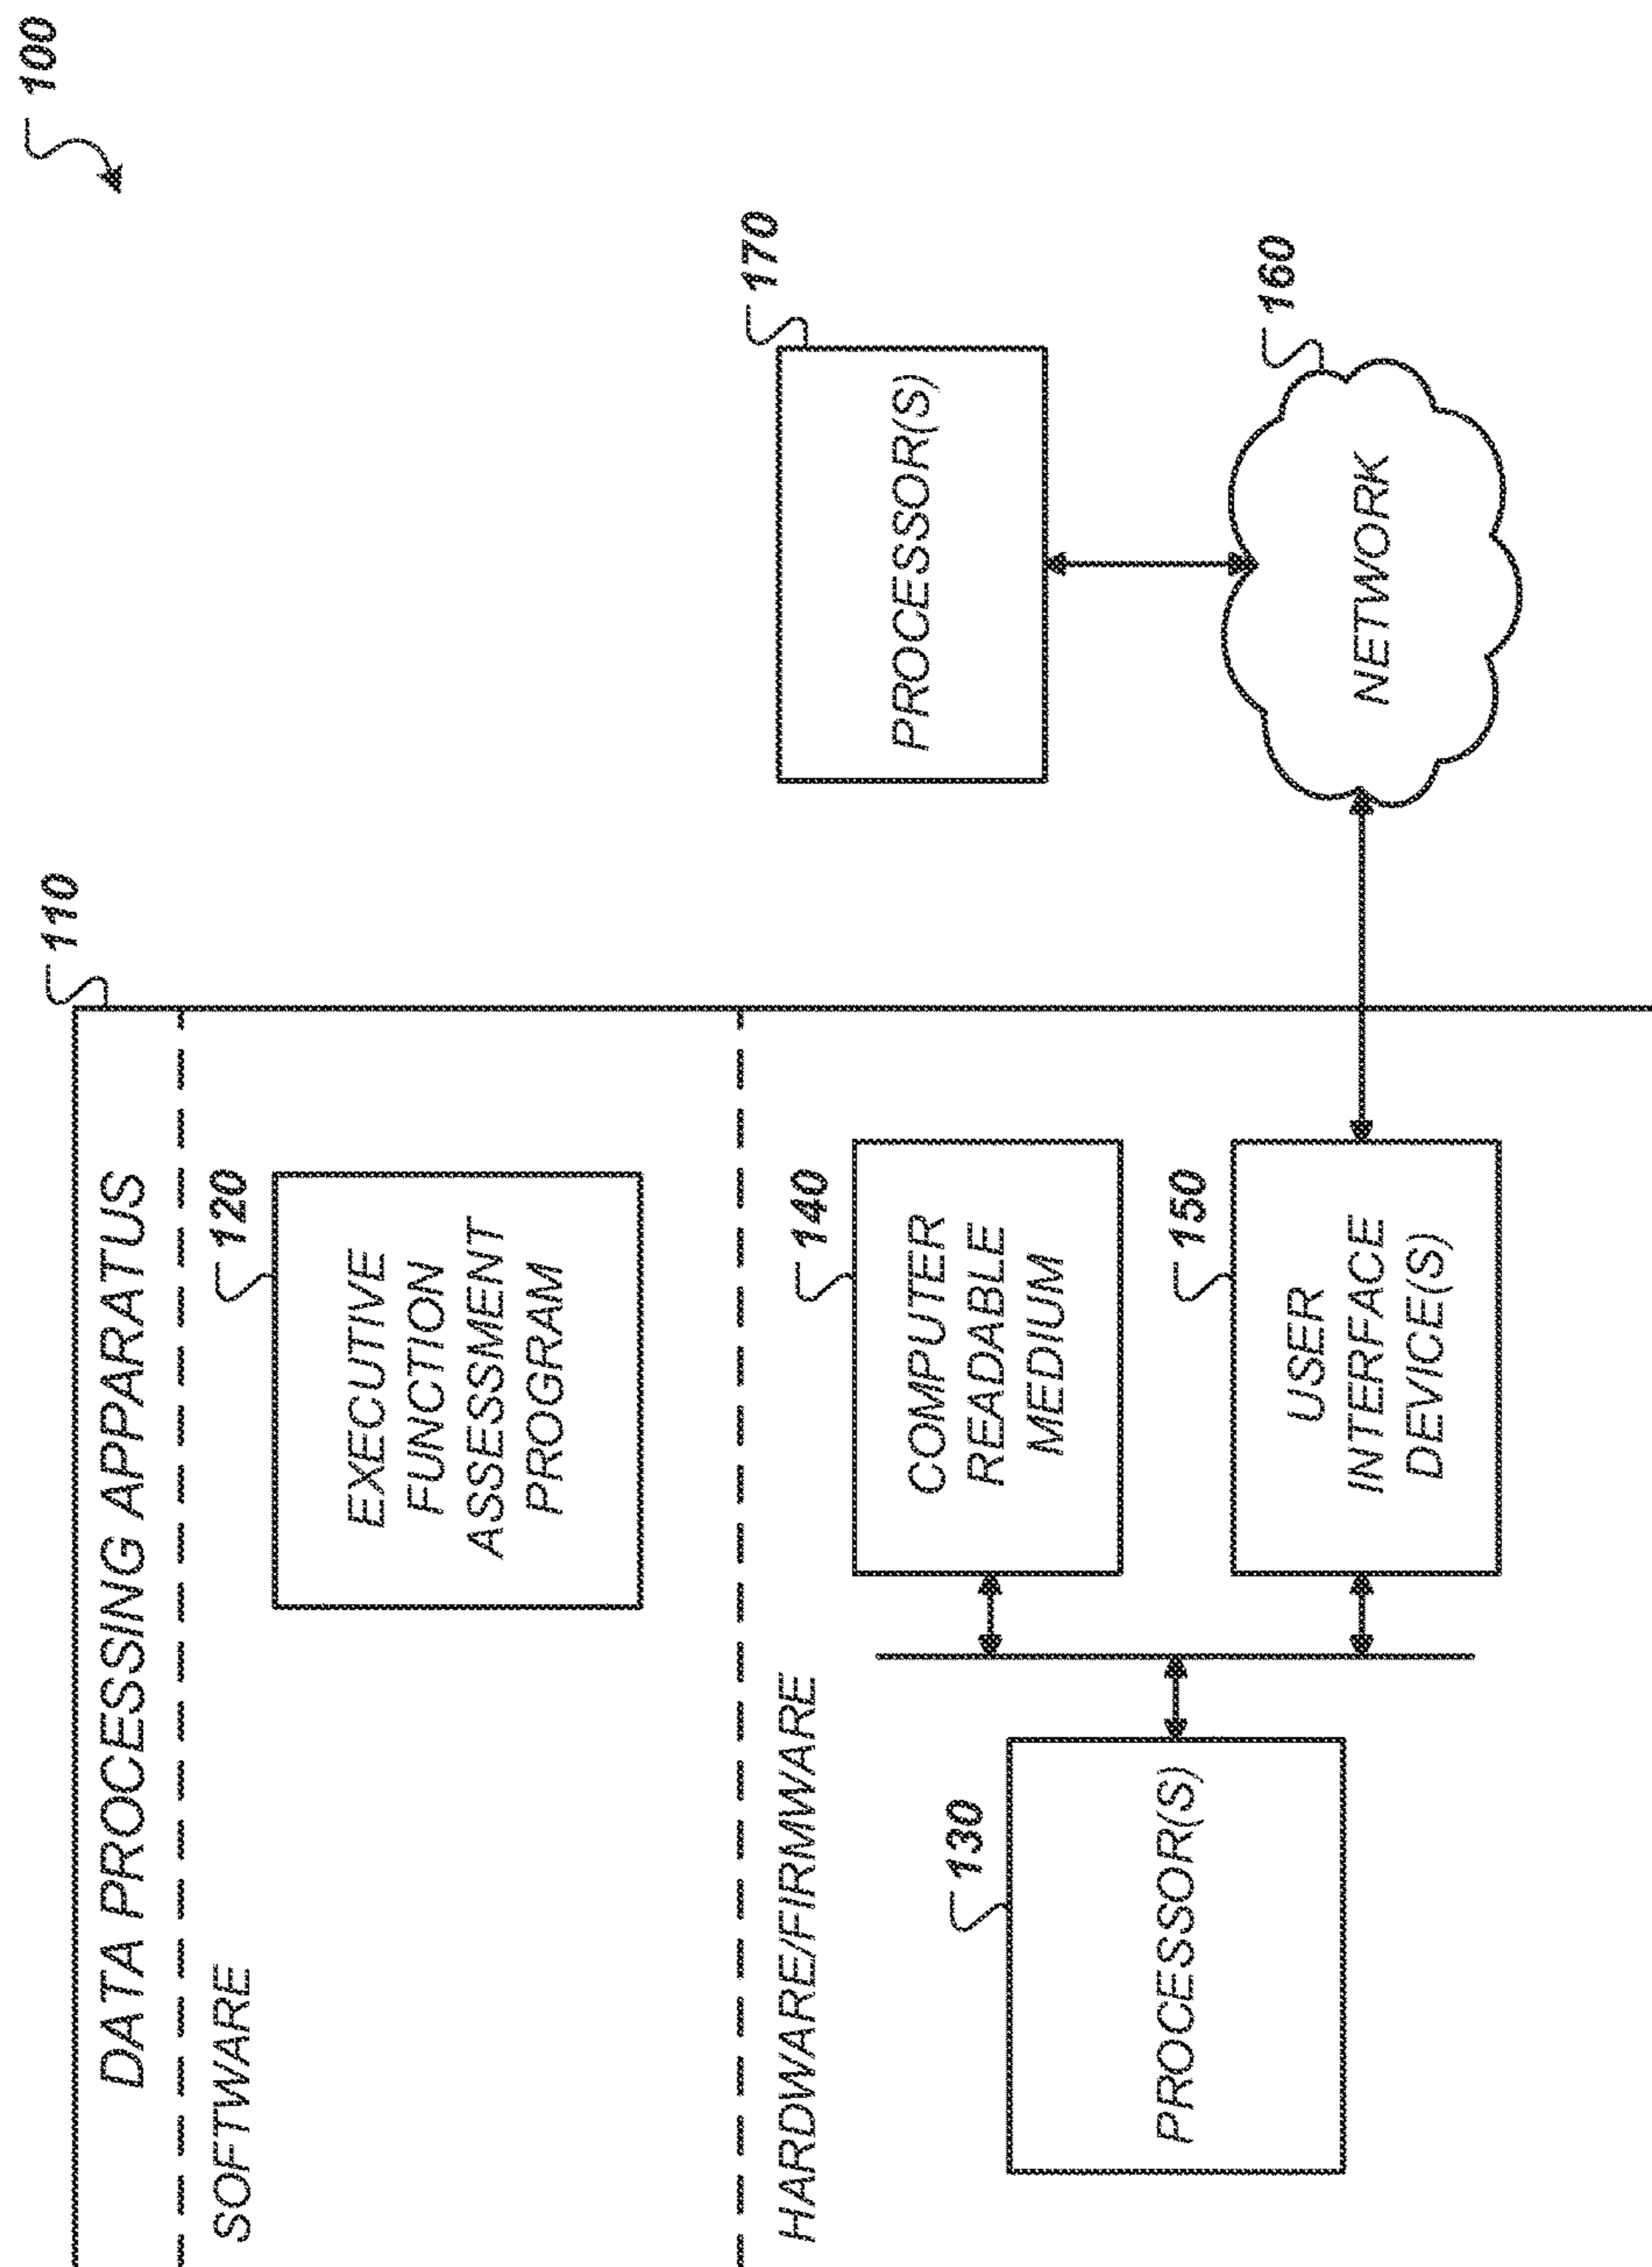 100
110
DATA PROCESSING APPARATUS
SOFTWARE
120
EXECUTIVE
FUNCTION
ASSESSMENT
PROGRAM
HARDWARE/FIRMWARE
130
PROCESSOR(S)
140
COMPUTER
READABLE
MEDIUM
150
USER
INTERFACE
DEVICE(S)
170
PROCESSOR(S)
160
NETWORK